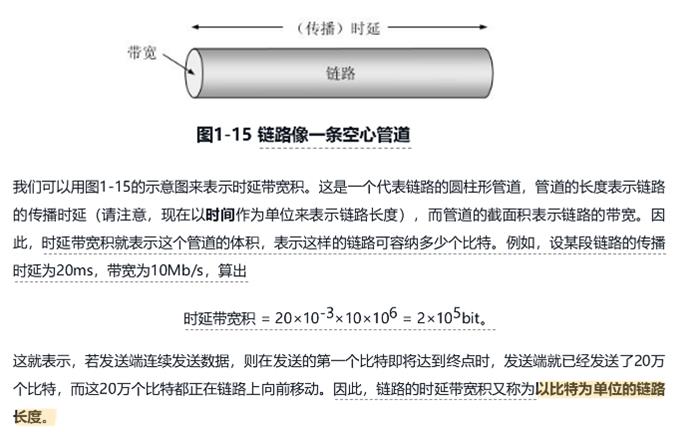 （传播）时延
带宽
链路
图1-15 链路像一条空心管道
我们可以用图1-15的示意图来表示时延带宽积。这是一个代表链路的圆柱形管道，管道的长度表示链路
的传播时延（请注意，现在以时间作为单位来表示链路长度），而管道的截面积表示链路的带宽。因
此，时延带宽积就表示这个管道的体积，表示这样的链路可容纳多少个比特。例如，设某段链路的传播
时延为20ms，带宽为10Mb/s，算出
时延带宽积 = 20×10⁻³×10×10⁶ = 2×10⁵bit。
这就表示，若发送端连续发送数据，则在发送的第一个比特即将达到终点时，发送端就已经发送了20万
个比特，而这20万个比特都正在链路上向前移动。因此，链路的时延带宽积又称为以比特为单位的链路
长度。